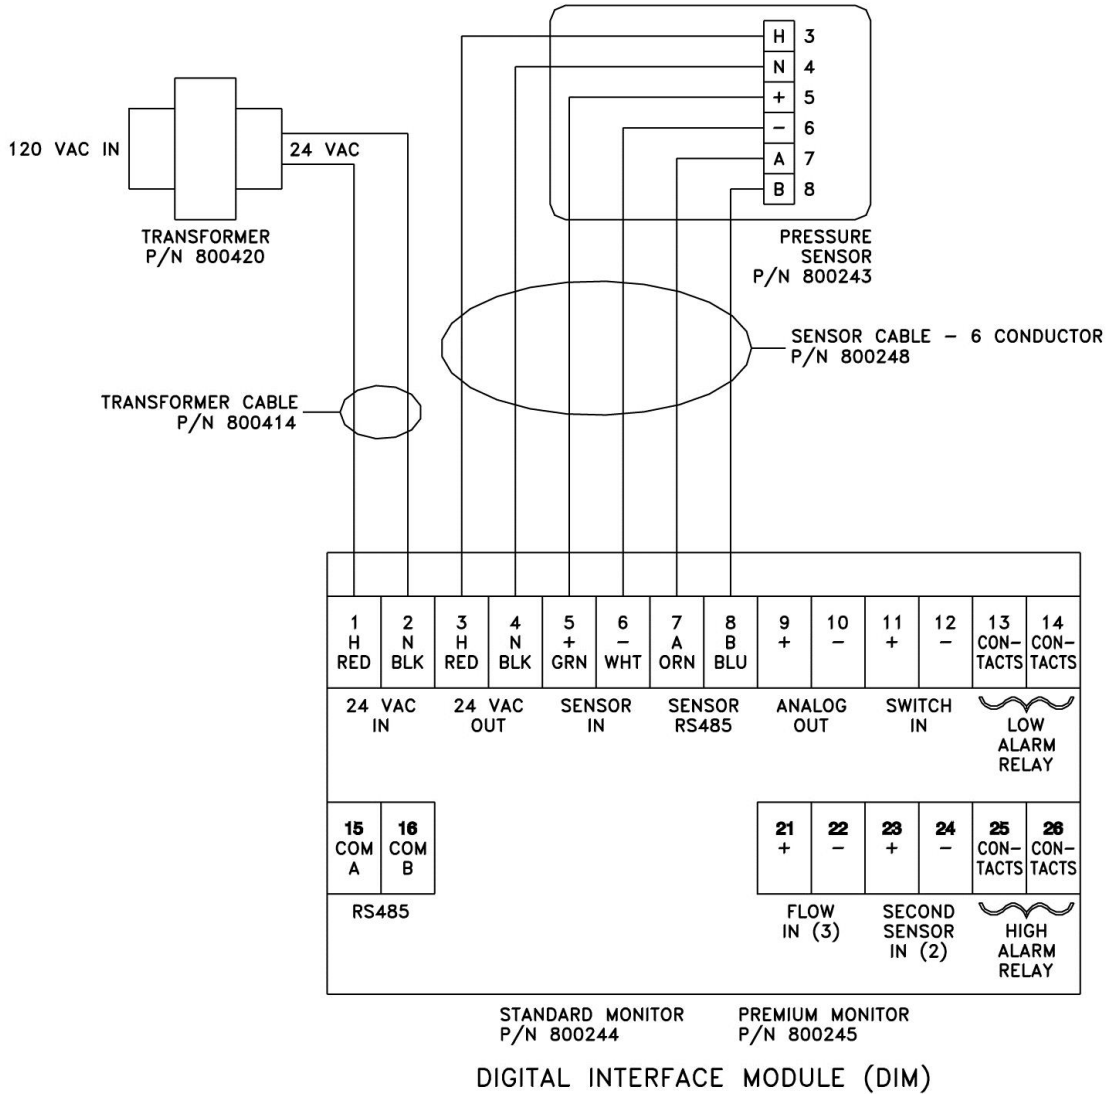 H 3
N 4
+ 5
- 6
A 7
B 8
120 VAC IN
24 VAC
TRANSFORMER
P/N 800420
PRESSURE
SENSOR
P/N 800243
SENSOR CABLE - 6 CONDUCTOR
P/N 800248
TRANSFORMER CABLE
P/N 800414
1 2 3 4 5 6 7 8 9 10 11 12 13 14
H N H N + - A B + - + - CON- CON-
RED BLK RED BLK GRN WHT ORN BLU TACTS TACTS
24 VAC
IN
24 VAC
OUT
SENSOR
IN
SENSOR
RS485
ANALOG
OUT
SWITCH
IN
LOW
ALARM
RELAY
15 16 21 22 23 24 25 26
COM COM + - + - CON- CON-
A B TACTS TACTS
RS485
FLOW
IN (3)
SECOND
SENSOR
IN (2)
HIGH
ALARM
RELAY
STANDARD MONITOR
P/N 800244
PREMIUM MONITOR
P/N 800245
DIGITAL INTERFACE MODULE (DIM)